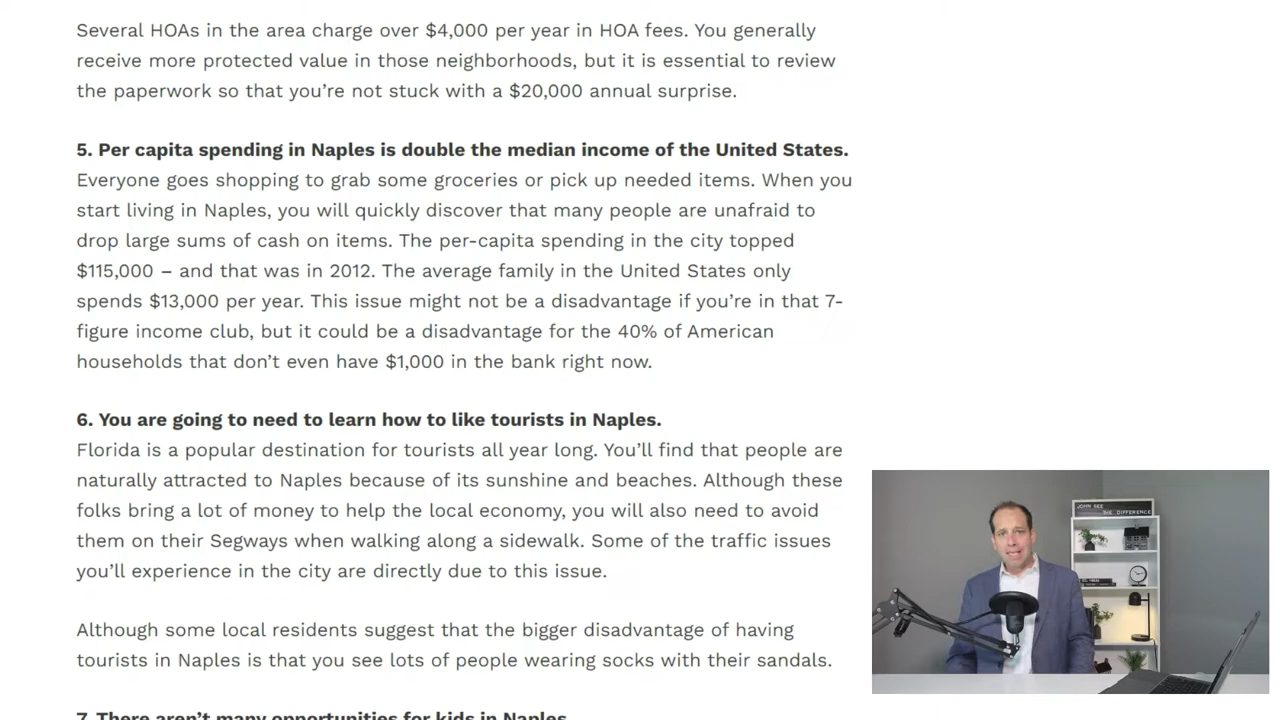 Several HOAs in the area charge over $4,000 per year in HOA fees. You generally
receive more protected value in those neighborhoods, but it is essential to review
the paperwork so that you’re not stuck with a $20,000 annual surprise.
5. Per capita spending in Naples is double the median income of the United States.
Everyone goes shopping to grab some groceries or pick up needed items. When you
start living in Naples, you will quickly discover that many people are unafraid to
drop large sums of cash on items. The per-capita spending in the city topped
$115,000 – and that was in 2012. The average family in the United States only
spends $13,000 per year. This issue might not be a disadvantage if you’re in that 7-
figure income club, but it could be a disadvantage for the 40% of American
households that don’t even have $1,000 in the bank right now.
6. You are going to need to learn how to like tourists in Naples.
Florida is a popular destination for tourists all year long. You’ll find that people are
naturally attracted to Naples because of its sunshine and beaches. Although these
folks bring a lot of money to help the local economy, you will also need to avoid
them on their Segways when walking along a sidewalk. Some of the traffic issues
you’ll experience in the city are directly due to this issue.
Although some local residents suggest that the bigger disadvantage of having
tourists in Naples is that you see lots of people wearing socks with their sandals.
7. There aren’t many opportunities for kids in Naples.
JOHN SEE
THE DIFFERENCE